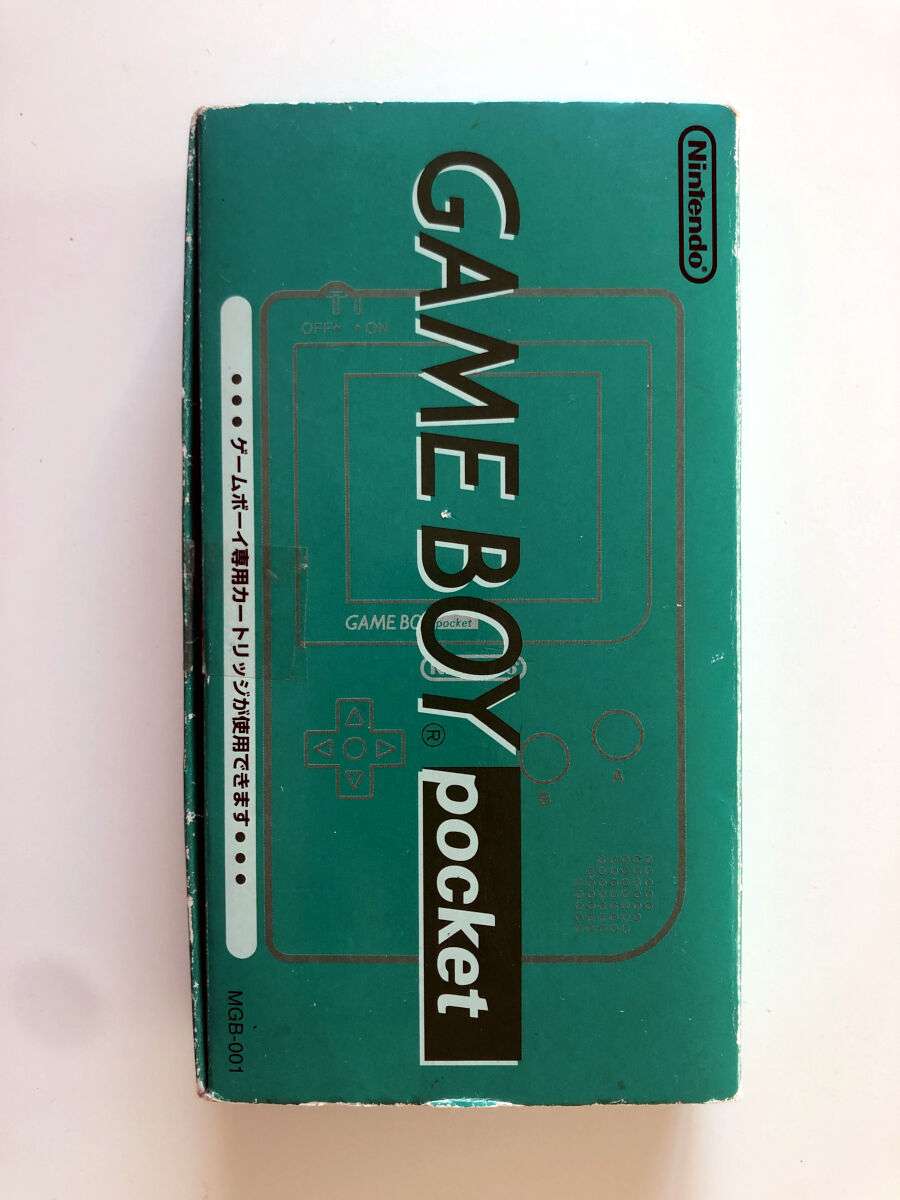 Nintendo®
GAME BOY®
pocket
OFF ON
GAME BO
pocket
B
A
•••ゲームボーイ専用カートリッジが使用できます•••
MGB-001